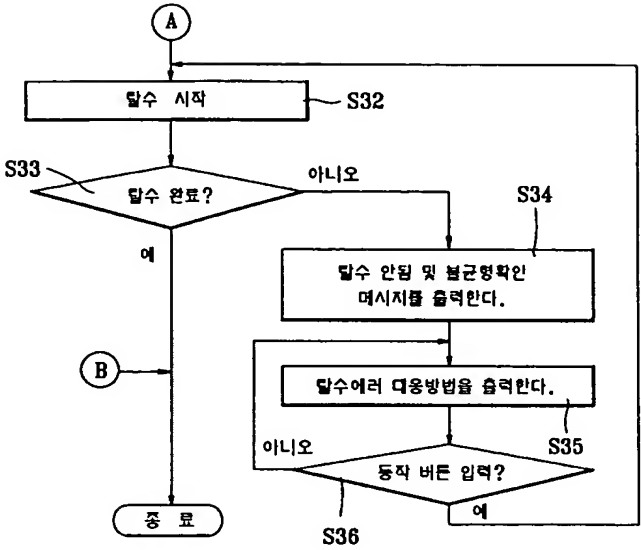 A
탈수 시작
S32
S33
탈수 완료?
아니오
예
S34
탈수 안됨 및 불균형확인
메시지를 출력한다.
B
탈수에러 대응방법을 출력한다.
S35
아니오
동작 버튼 입력?
S36
예
종 료